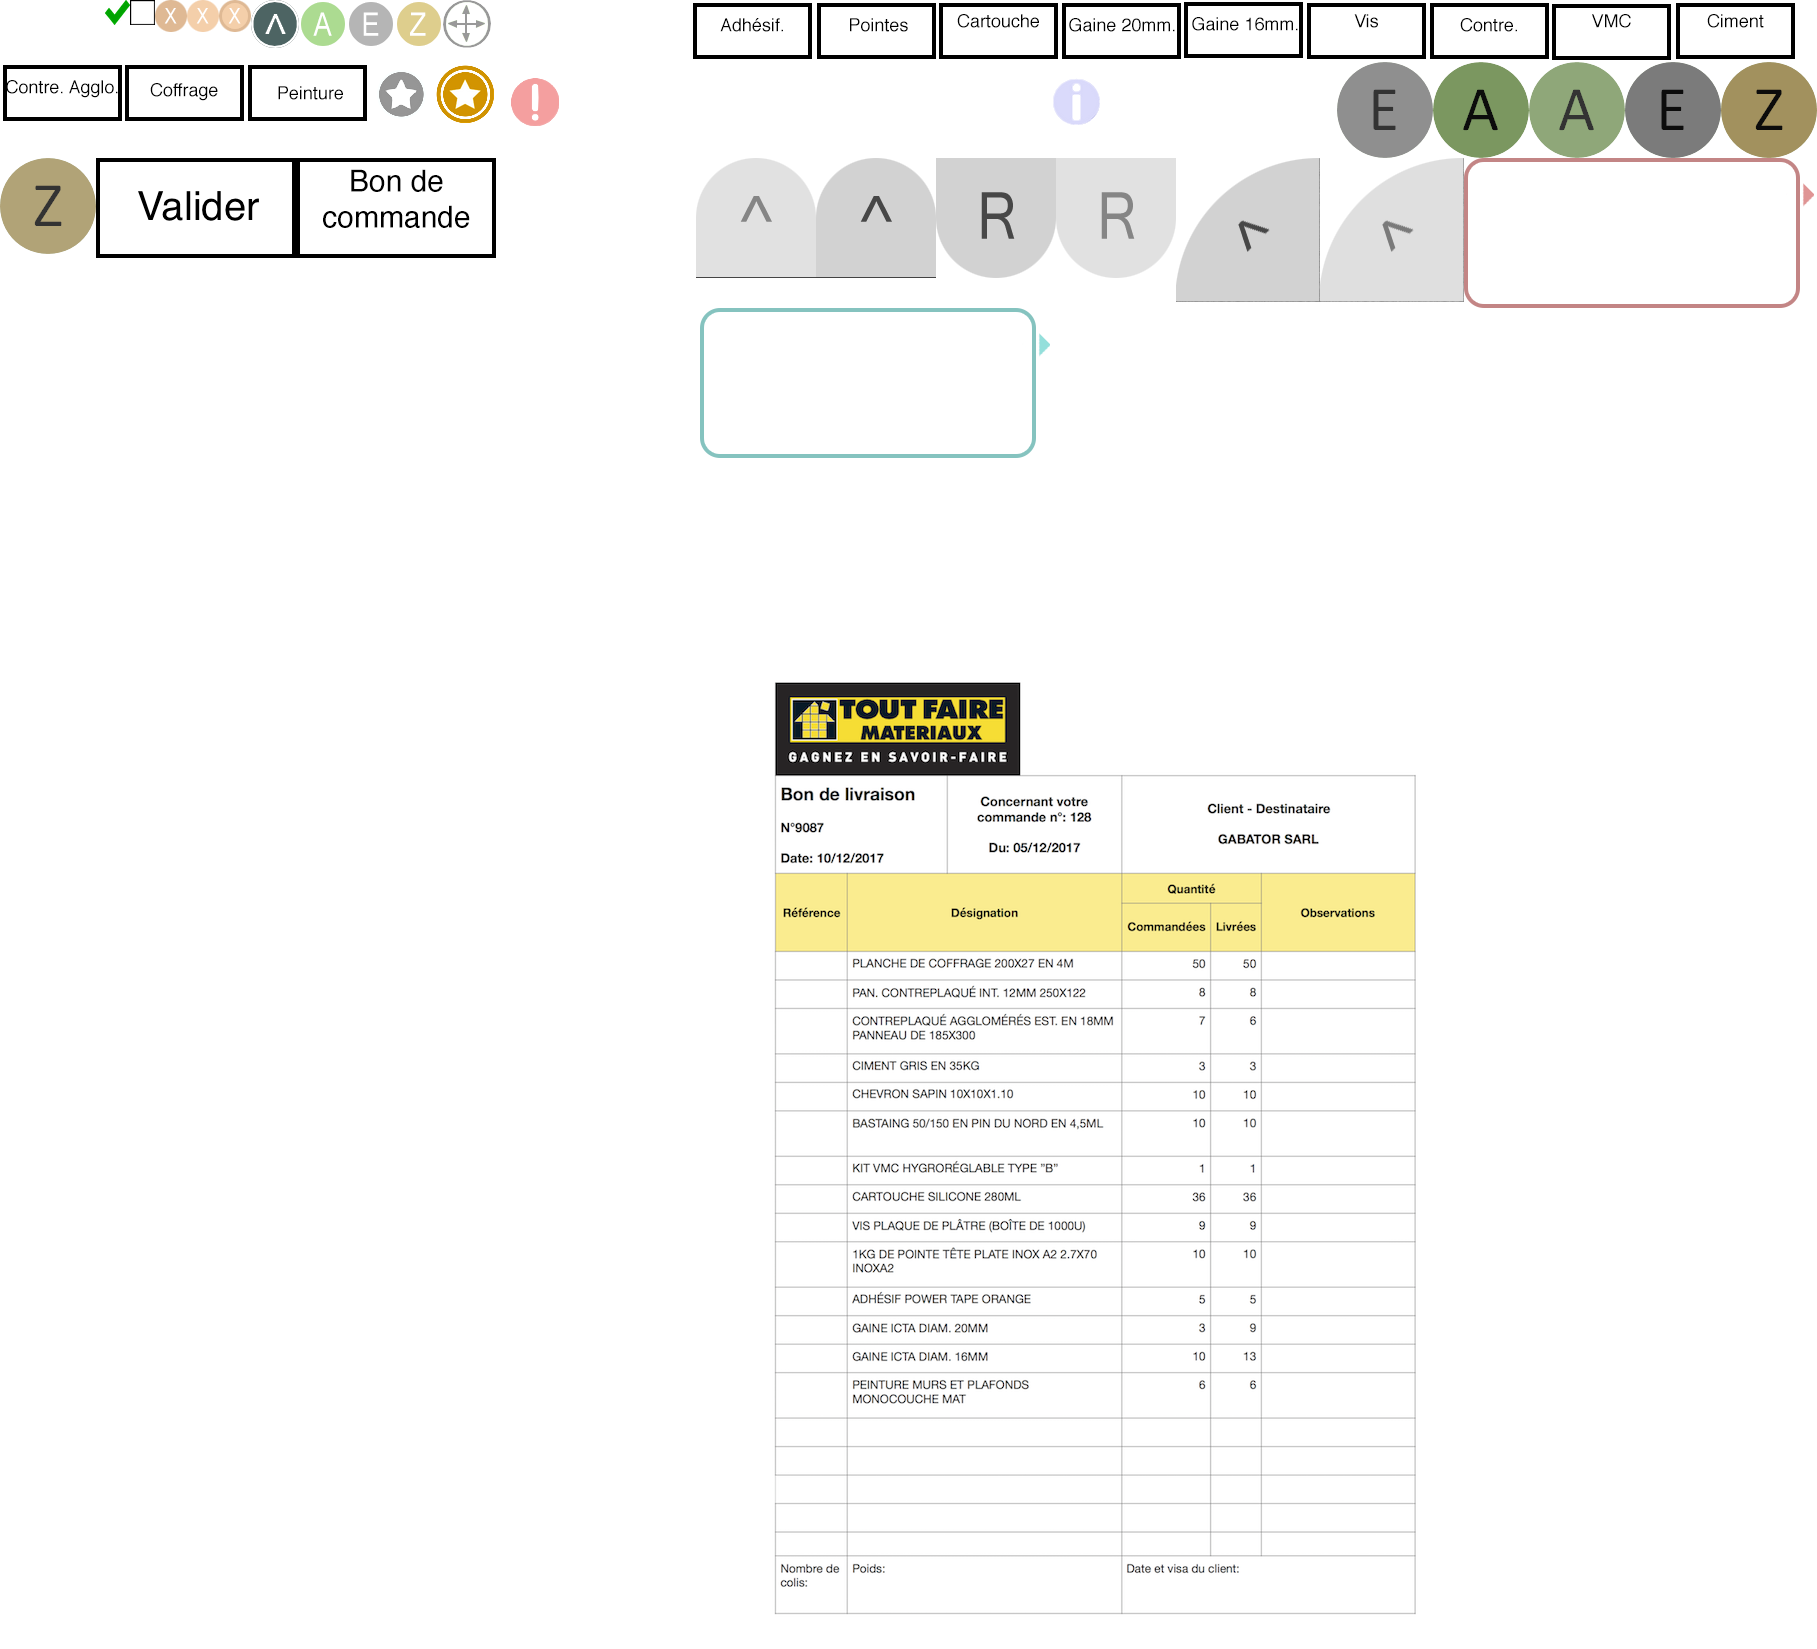 X X X Λ A E Z
Adhésif. Pointes Cartouche Gaine 20mm. Gaine 16mm. Vis Contre. VMC Ciment
Contre. Agglo. Coffrage Peinture ! i E A A E Z
Z Valider Bon de
commande
^ ^ R R < <
TOUT FAIRE
MATERIAUX
GAGNEZ EN SAVOIR-FAIRE
Bon de livraison
N°9087
Date: 10/12/2017
Concernant votre
commande n°: 128
Du: 05/12/2017
Client - Destinataire
GABATOR SARL
Référence Désignation Quantité Observations
Commandées Livrées
PLANCHE DE COFFRAGE 200X27 EN 4M 50 50
PAN. CONTREPLAQUÉ INT. 12MM 250X122 8 8
CONTREPLAQUÉ AGGLOMÉRÉS EST. EN 18MM 7 6
PANNEAU DE 185X300
CIMENT GRIS EN 35KG 3 3
CHEVRON SAPIN 10X10X1.10 10 10
BASTAING 50/150 EN PIN DU NORD EN 4,5ML 10 10
KIT VMC HYGRORÉGLABLE TYPE ”B” 1 1
CARTOUCHE SILICONE 280ML 36 36
VIS PLAQUE DE PLÂTRE (BOÎTE DE 1000U) 9 9
1KG DE POINTE TÊTE PLATE INOX A2 2.7X70 10 10
INOXA2
ADHÉSIF POWER TAPE ORANGE 5 5
GAINE ICTA DIAM. 20MM 3 9
GAINE ICTA DIAM. 16MM 10 13
PEINTURE MURS ET PLAFONDS 6 6
MONOCOUCHE MAT
Nombre de
colis:
Poids:
Date et visa du client: